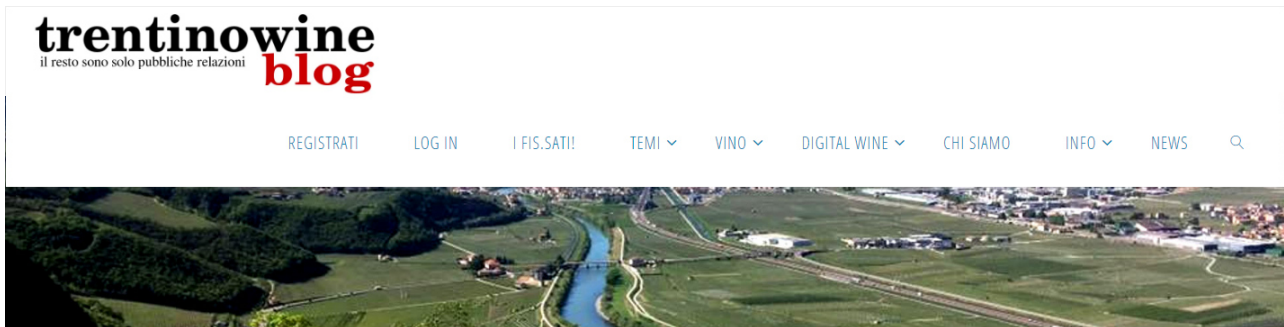 trentinowine
il resto sono solo pubbliche relazioni blog
REGISTRATI LOG IN I FIS.SATI! TEMI VINO DIGITAL WINE CHI SIAMO INFO NEWS